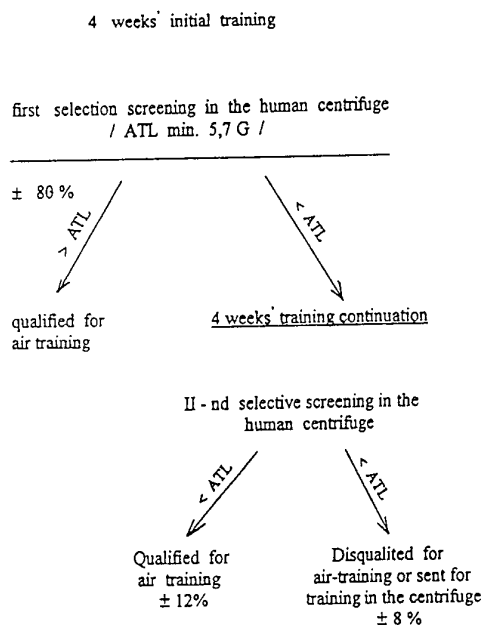 4 weeks' initial training
first selection screening in the human centrifuge
/ ATL min. 5,7 G /
± 80 %
> ATL
< ATL
qualified for
air training
4 weeks' training continuation
II - nd selective screening in the
human centrifuge
< ATL
< ATL
Qualified for
air training
± 12%
Disqualited for
air-training or sent for
training in the centrifuge
± 8 %